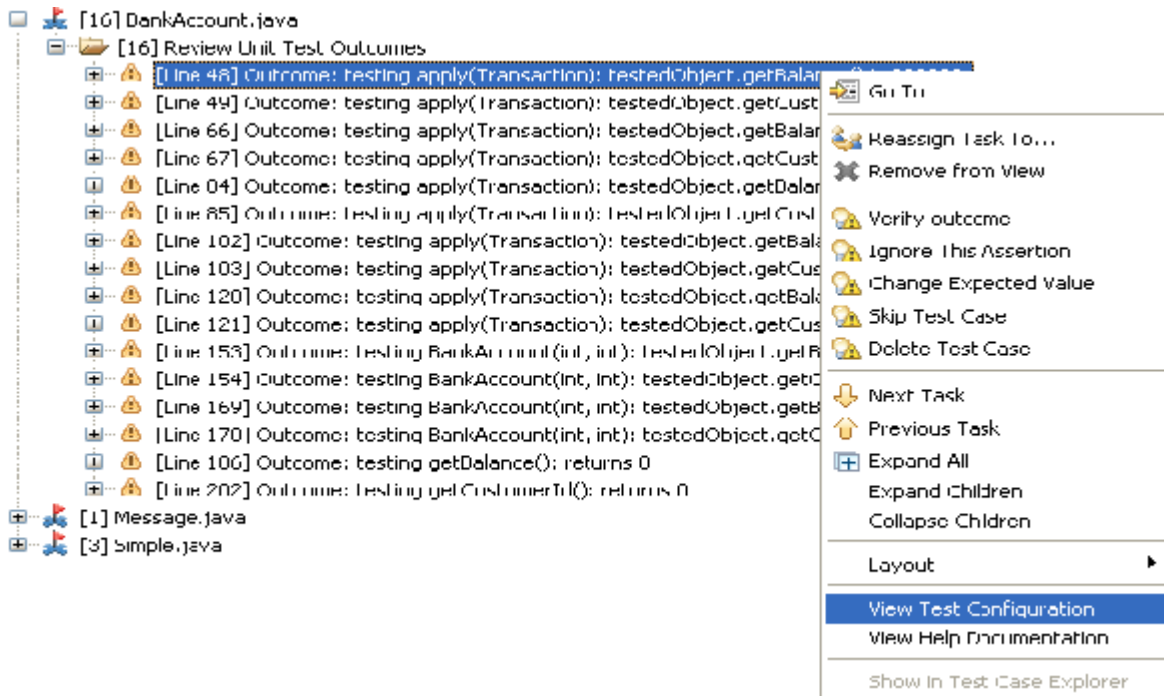 [16] BankAccount.java
[16] Review Unit Test Outcomes
[Line 48] Outcome: testing apply(Transaction): testedObject.getBalan
[Line 49] Outcome: testing apply(Transaction): testedObject.getCust
[Line 66] Outcome: testing apply(Transaction): testedObject.getBalan
[Line 67] Outcome: testing apply(Transaction): testedObject.getCust
[Line 84] Outcome: testing apply(Transaction): testedObject.getBalan
[Line 85] Outcome: testing apply(Transaction): testedObject.getCust
[Line 102] Outcome: testing apply(Transaction): testedObject.getBala
[Line 103] Outcome: testing apply(Transaction): testedObject.getCus
[Line 120] Outcome: testing apply(Transaction): testedObject.getBala
[Line 121] Outcome: testing apply(Transaction): testedObject.getCus
[Line 153] Outcome: testing BankAccount(int, int): testedObject.getB
[Line 154] Outcome: testing BankAccount(int, int): testedObject.getC
[Line 169] Outcome: testing BankAccount(int, int): testedObject.getB
[Line 170] Outcome: testing BankAccount(int, int): testedObject.getC
[Line 186] Outcome: testing getBalance(): returns 0
[Line 202] Outcome: testing getCustomerId(): returns 0
[1] Message.java
[3] Simple.java
Go To
Reassign Task To...
Remove from View
Verify outcome
Ignore This Assertion
Change Expected Value
Skip Test Case
Delete Test Case
Next Task
Previous Task
Expand All
Expand Children
Collapse Children
Layout
View Test Configuration
View Help Documentation
Show In Test Case Explorer